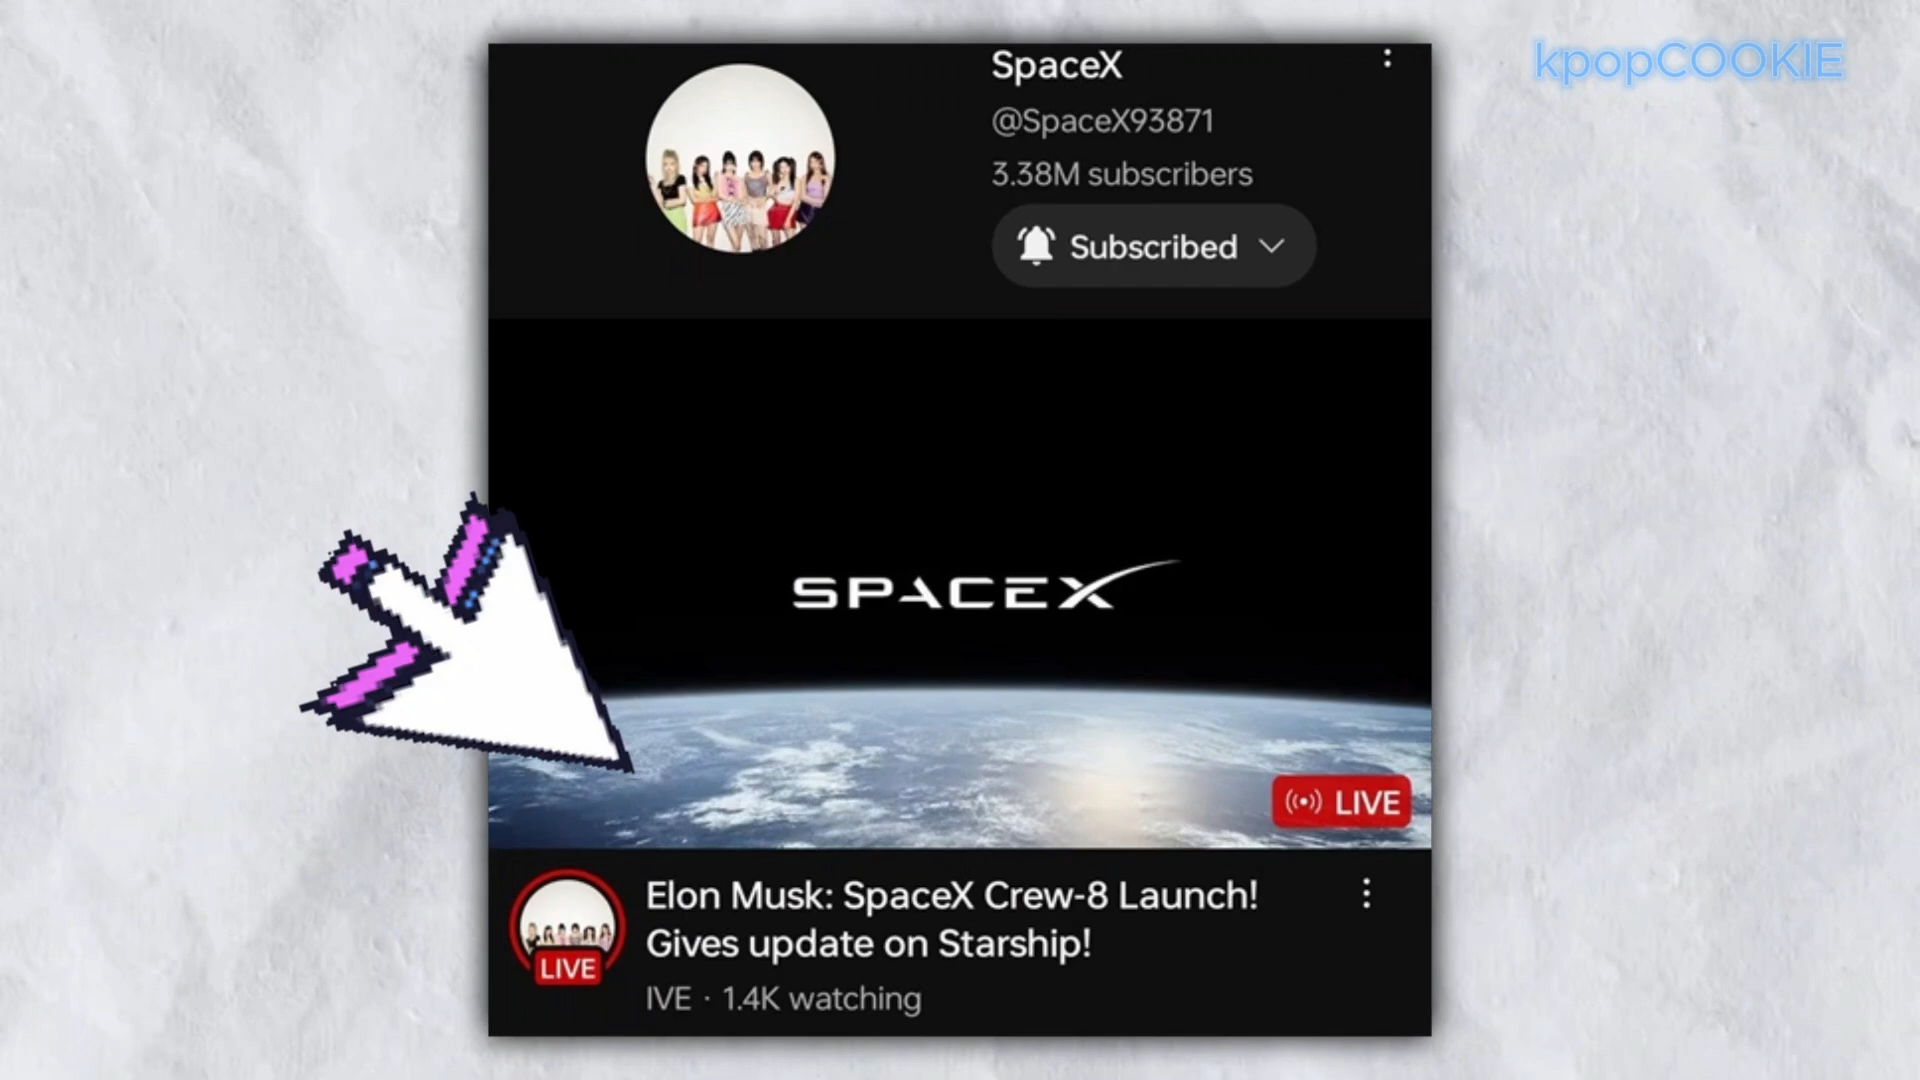 kpopCOOKIE
SpaceX
@SpaceX93871
3.38M subscribers
Subscribed
SPACEX
LIVE
Elon Musk: SpaceX Crew-8 Launch!
Gives update on Starship!
LIVE
IVE · 1.4K watching